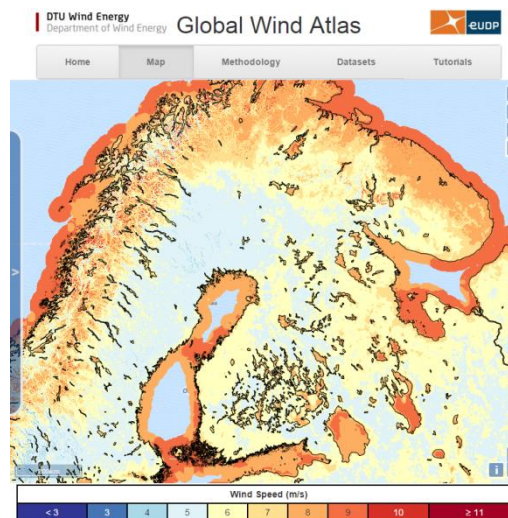 DTU Wind Energy
Department of Wind Energy
Global Wind Atlas
EUDP
Home Map Methodology Datasets Tutorials
>
i
Wind Speed (m/s)
< 3 3 4 5 6 7 8 9 10 ≥ 11